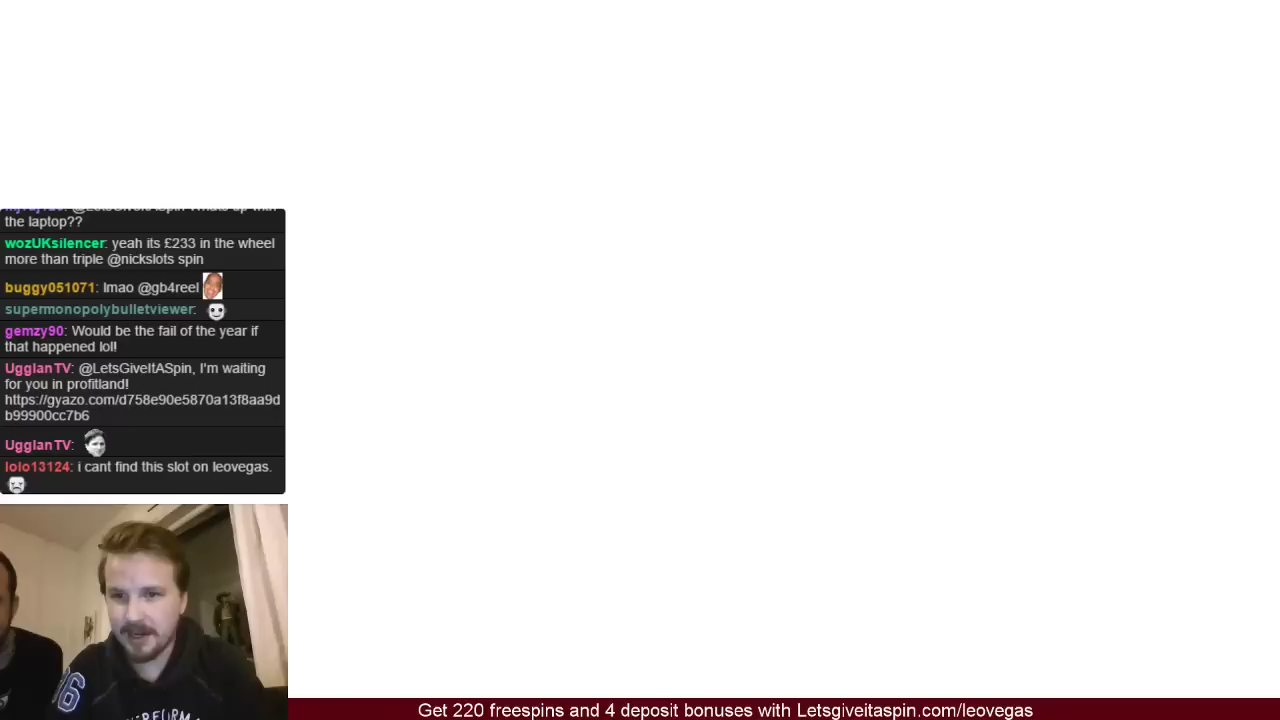 the laptop??
wozUKsilencer: yeah its £233 in the wheel
more than triple @nickslots spin
buggy051071: lmao @gb4reel
supermonopolybulletviewer:
gemzy90: Would be the fail of the year if
that happened lol!
UgglanTV: @LetsGiveItASpin, I'm waiting
for you in profitland!
https://gyazo.com/d758e90e5870a13f8aa9d
b99900cc7b6
UgglanTV:
lolo13124: i cant find this slot on leovegas.
Get 220 freespins and 4 deposit bonuses with Letsgiveitaspin.com/leovegas